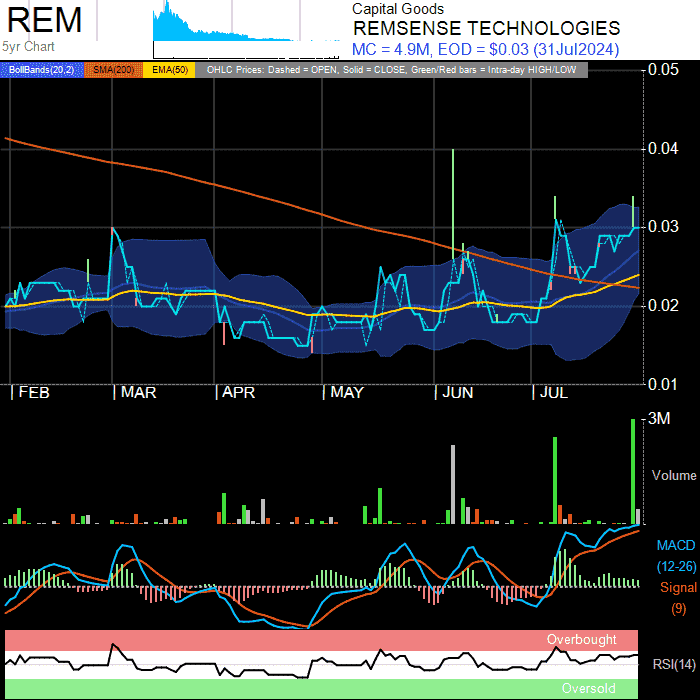 REM
5yr Chart
Capital Goods
REMSENSE TECHNOLOGIES
MC = 4.9M, EOD = $0.03 (31Jul2024)
BollBands(20,2) SMA(200) EMA(50) OHLC Prices: Dashed = OPEN, Solid = CLOSE, Green/Red bars = Intra-day HIGH/LOW
0.05
0.04
0.03
0.02
0.01
FEB MAR APR MAY JUN JUL
3M
Volume
MACD
(12-26)
Signal
(9)
Overbought
RSI(14)
Oversold